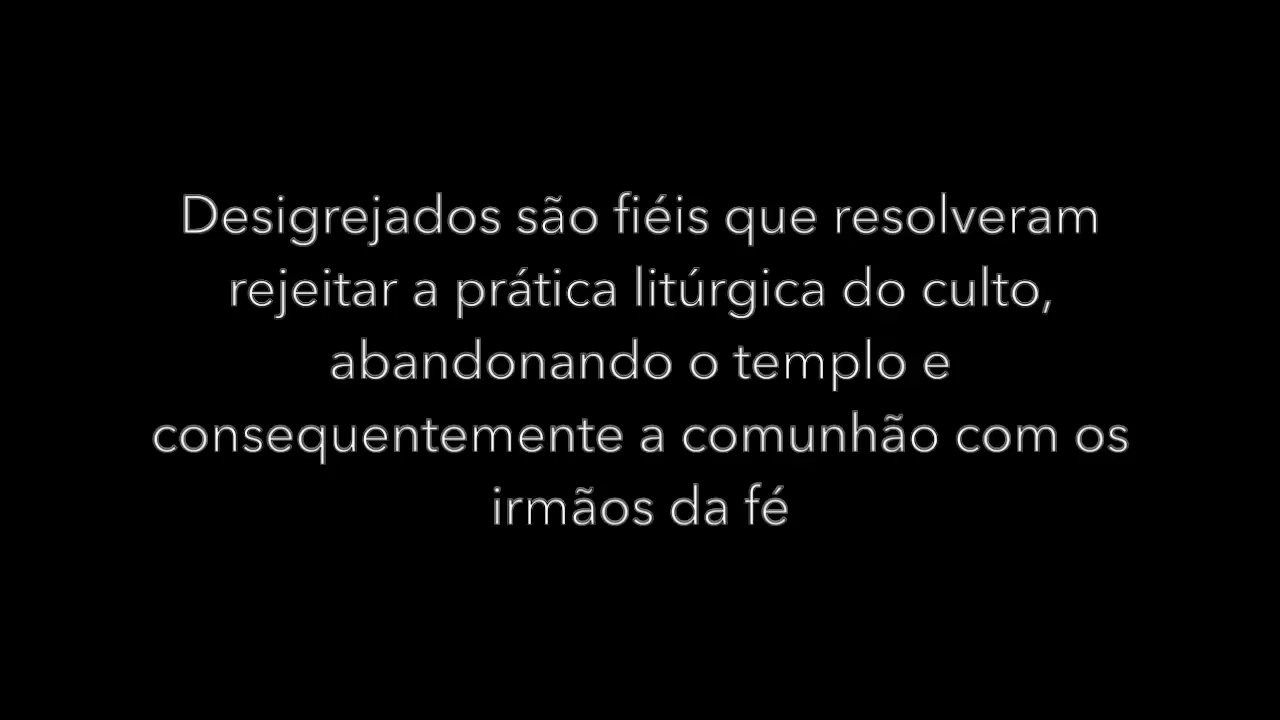 Desigrejados são fiéis que resolveram
rejeitar a prática litúrgica do culto,
abandonando o templo e
consequentemente a comunhão com os
irmãos da fé